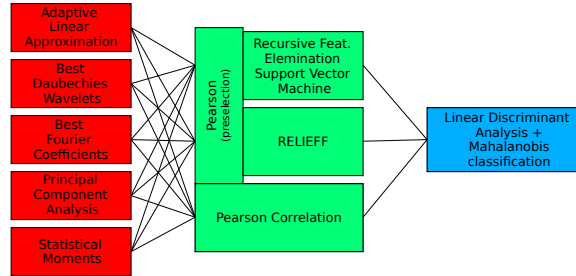 Adaptive
Linear
Approximation
Best
Daubechies
Wavelets
Best
Fourier
Coefficients
Principal
Component
Analysis
Statistical
Moments
Pearson
(preselection)
Recursive Feat.
Elemination
Support Vector
Machine
RELIEFF
Pearson Correlation
Linear Discriminant
Analysis +
Mahalanobis
classification